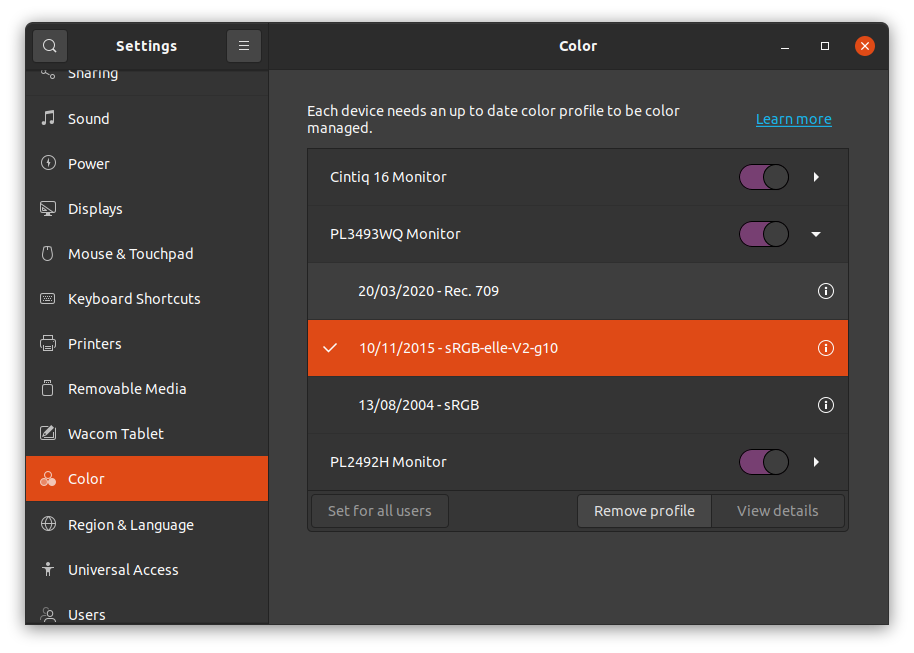 Settings
Color
Sharing
Sound
Power
Displays
Mouse & Touchpad
Keyboard Shortcuts
Printers
Removable Media
Wacom Tablet
Color
Region & Language
Universal Access
Users
Each device needs an up to date color profile to be color
managed.
Learn more
Cintiq 16 Monitor
PL3493WQ Monitor
20/03/2020 - Rec. 709
10/11/2015 - sRGB-elle-V2-g10
13/08/2004 - sRGB
PL2492H Monitor
Set for all users
Remove profile
View details